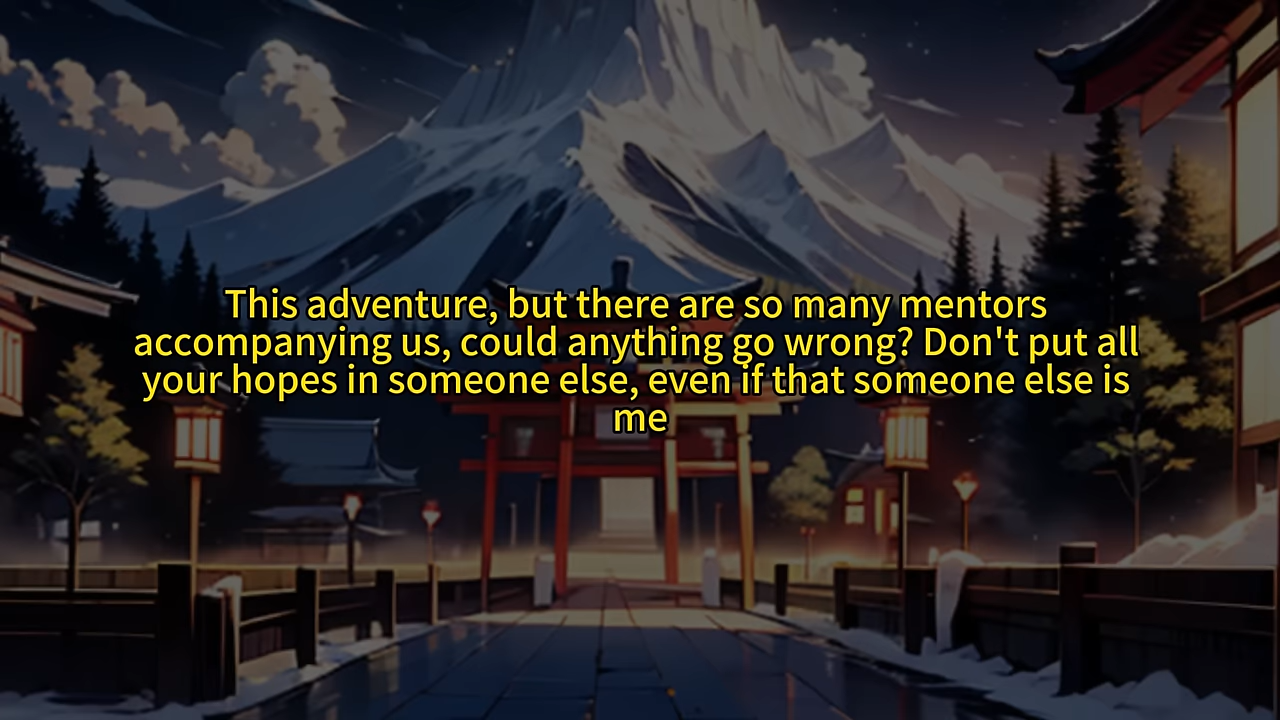 This adventure, but there are so many mentors
accompanying us, could anything go wrong? Don't put all
your hopes in someone else, even if that someone else is
me